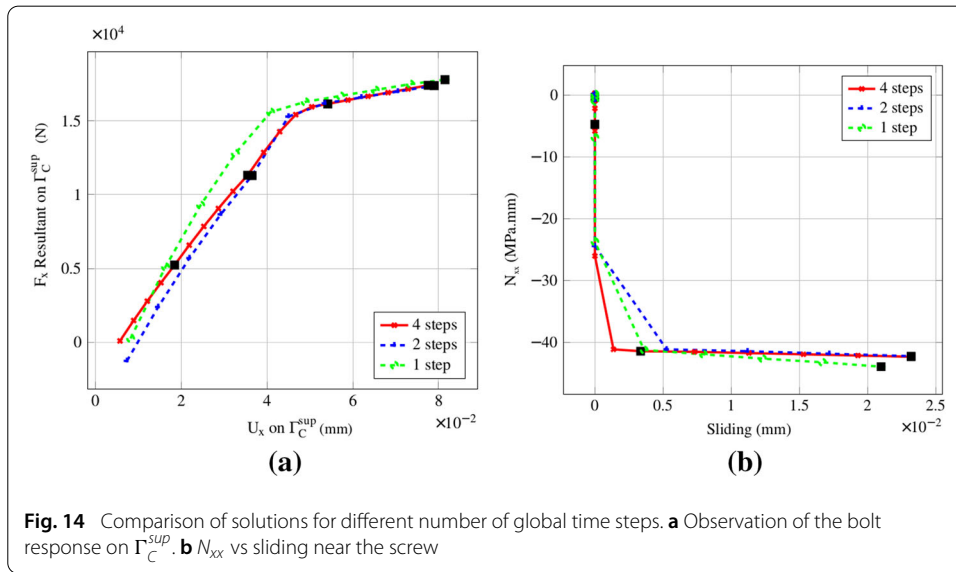 ×10⁴
1.5
1
0.5
0
F_x Resultant on Γ_C^sup (N)
4 steps
2 steps
1 step
0
2
4
6
8
×10⁻²
U_x on Γ_C^sup (mm)
(a)
0
−10
−20
−30
−40
N_xx (MPa.mm)
4 steps
2 steps
1 step
0
0.5
1
1.5
2
2.5
×10⁻²
Sliding (mm)
(b)
Fig. 14 Comparison of solutions for different number of global time steps. a Observation of the bolt
response on Γ_C^sup. b N_xx vs sliding near the screw